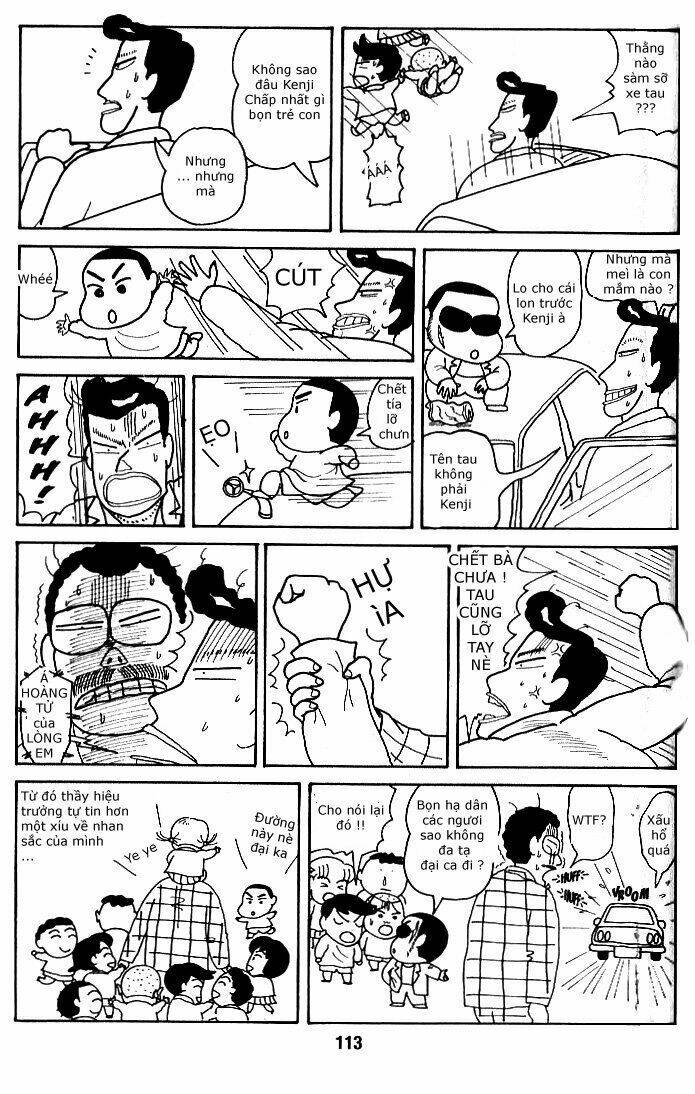 Không sao
đâu Kenji
Chấp nhất gì
bọn trẻ con
Nhưng
... nhưng
mà
Thằng
nào
sàm sỡ
xe tau
???
ÁÁÁ
Whéé
CÚT
Nhưng mà
meì là con
mắm nào ?
Lo cho cái
lon trước
Kenji à
Tên tau
không
phải
Kenji
AHHH!
ẸO
Chết
tía
lỡ
chưn
Á
HOÀNG
TỬ
của
LÒNG
EM
HỰ
ÌA
CHẾT BÀ
CHƯA !
TAU
CŨNG
LỠ
TAY
NÈ
Từ đó thầy hiệu
trưởng tự tin hơn
một xíu về nhan
sắc của mình
...
Ye ye
Đường
này nè
đại ka
Cho nói lại
đó !!
Bọn hạ dân
các ngươi
sao không
đa tạ
đại ca đi ?
WTF?
Xấu
hổ
quá
HUFF
HUFF
VROOM
113